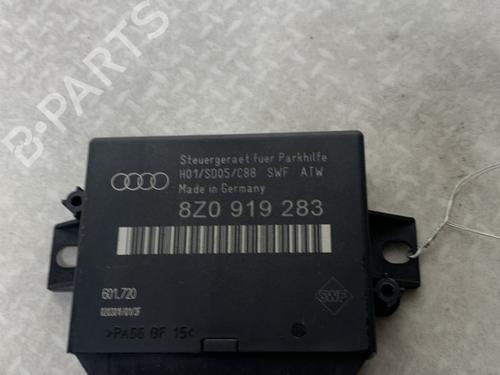 B-Parts
Steuergeraet fuer Parkhilfe
H01/SD05/C88 SWF ATW
Made in Germany
8Z0 919 283
601.720
SWF
>PA66 GF 15<